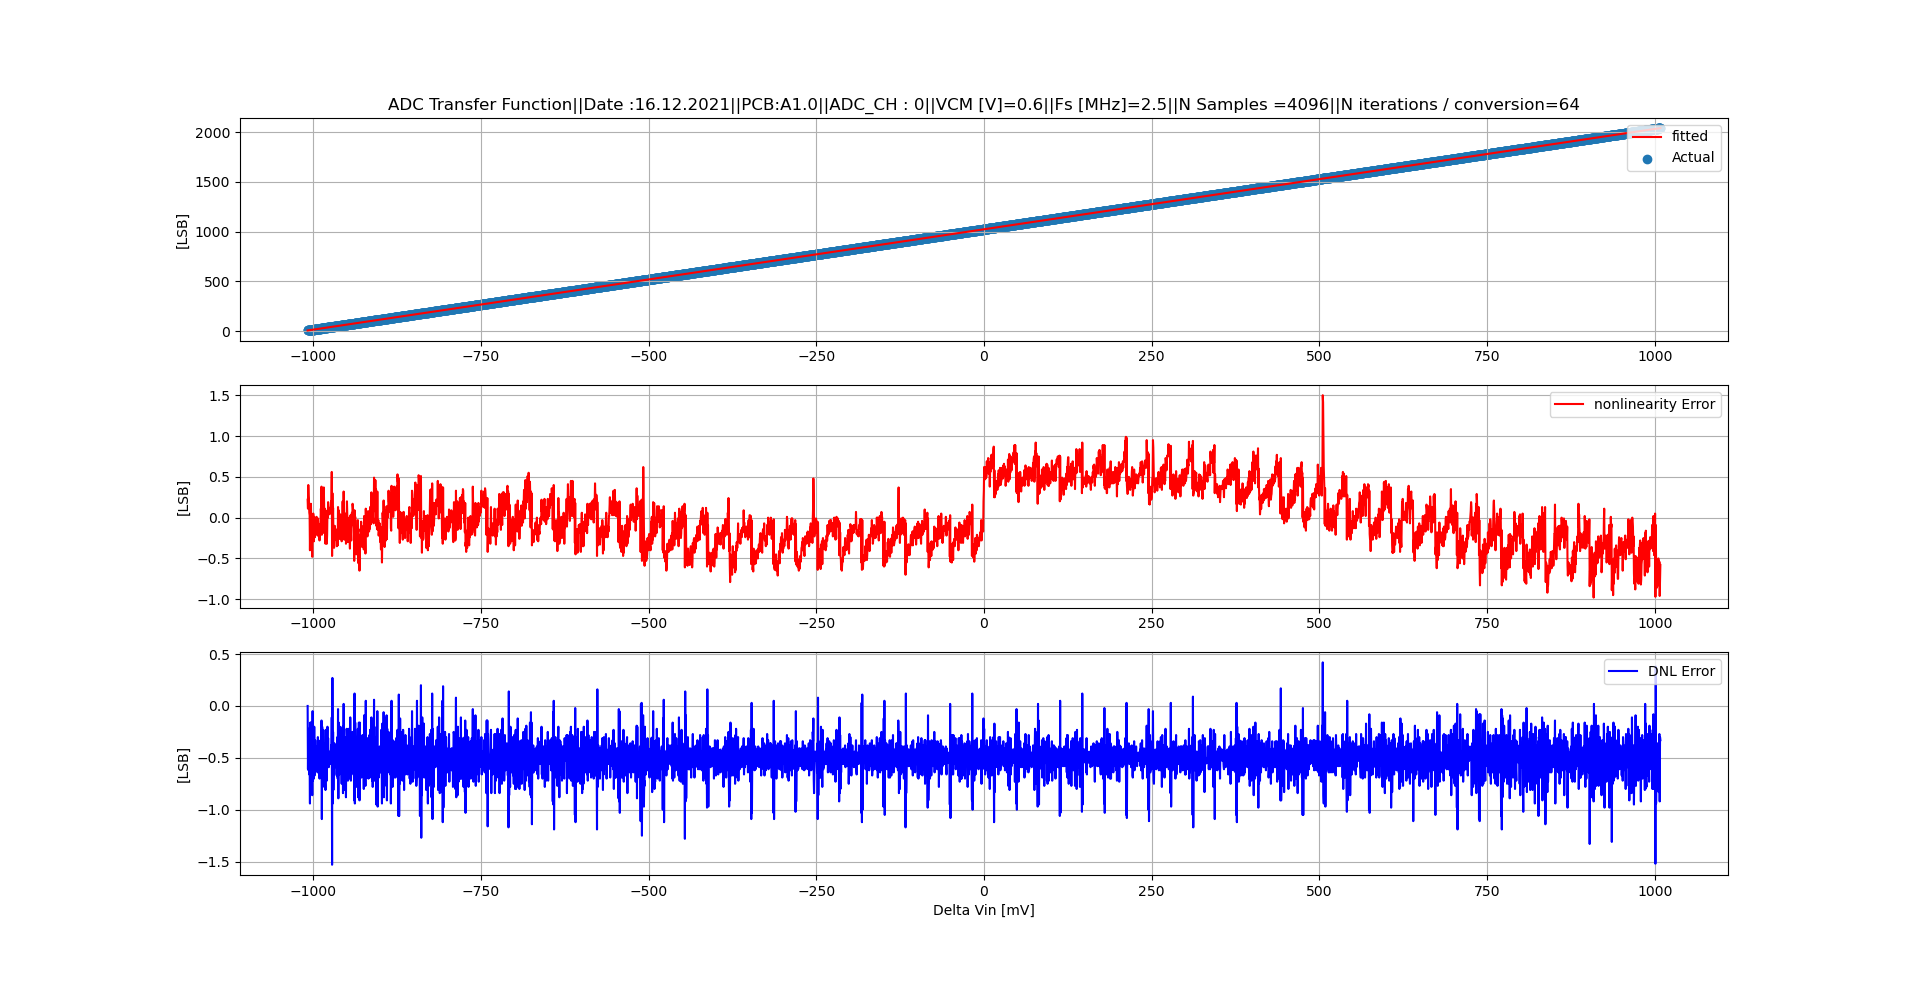 ADC Transfer Function||Date :16.12.2021||PCB:A1.0||ADC_CH : 0||VCM [V]=0.6||Fs [MHz]=2.5||N Samples =4096||N iterations / conversion=64
2000
1500
1000
500
0
[LSB]
fitted
Actual
−1000 −750 −500 −250 0 250 500 750 1000
1.5
1.0
0.5
0.0
−0.5
−1.0
[LSB]
nonlinearity Error
−1000 −750 −500 −250 0 250 500 750 1000
0.5
0.0
−0.5
−1.0
−1.5
[LSB]
DNL Error
−1000 −750 −500 −250 0 250 500 750 1000
Delta Vin [mV]